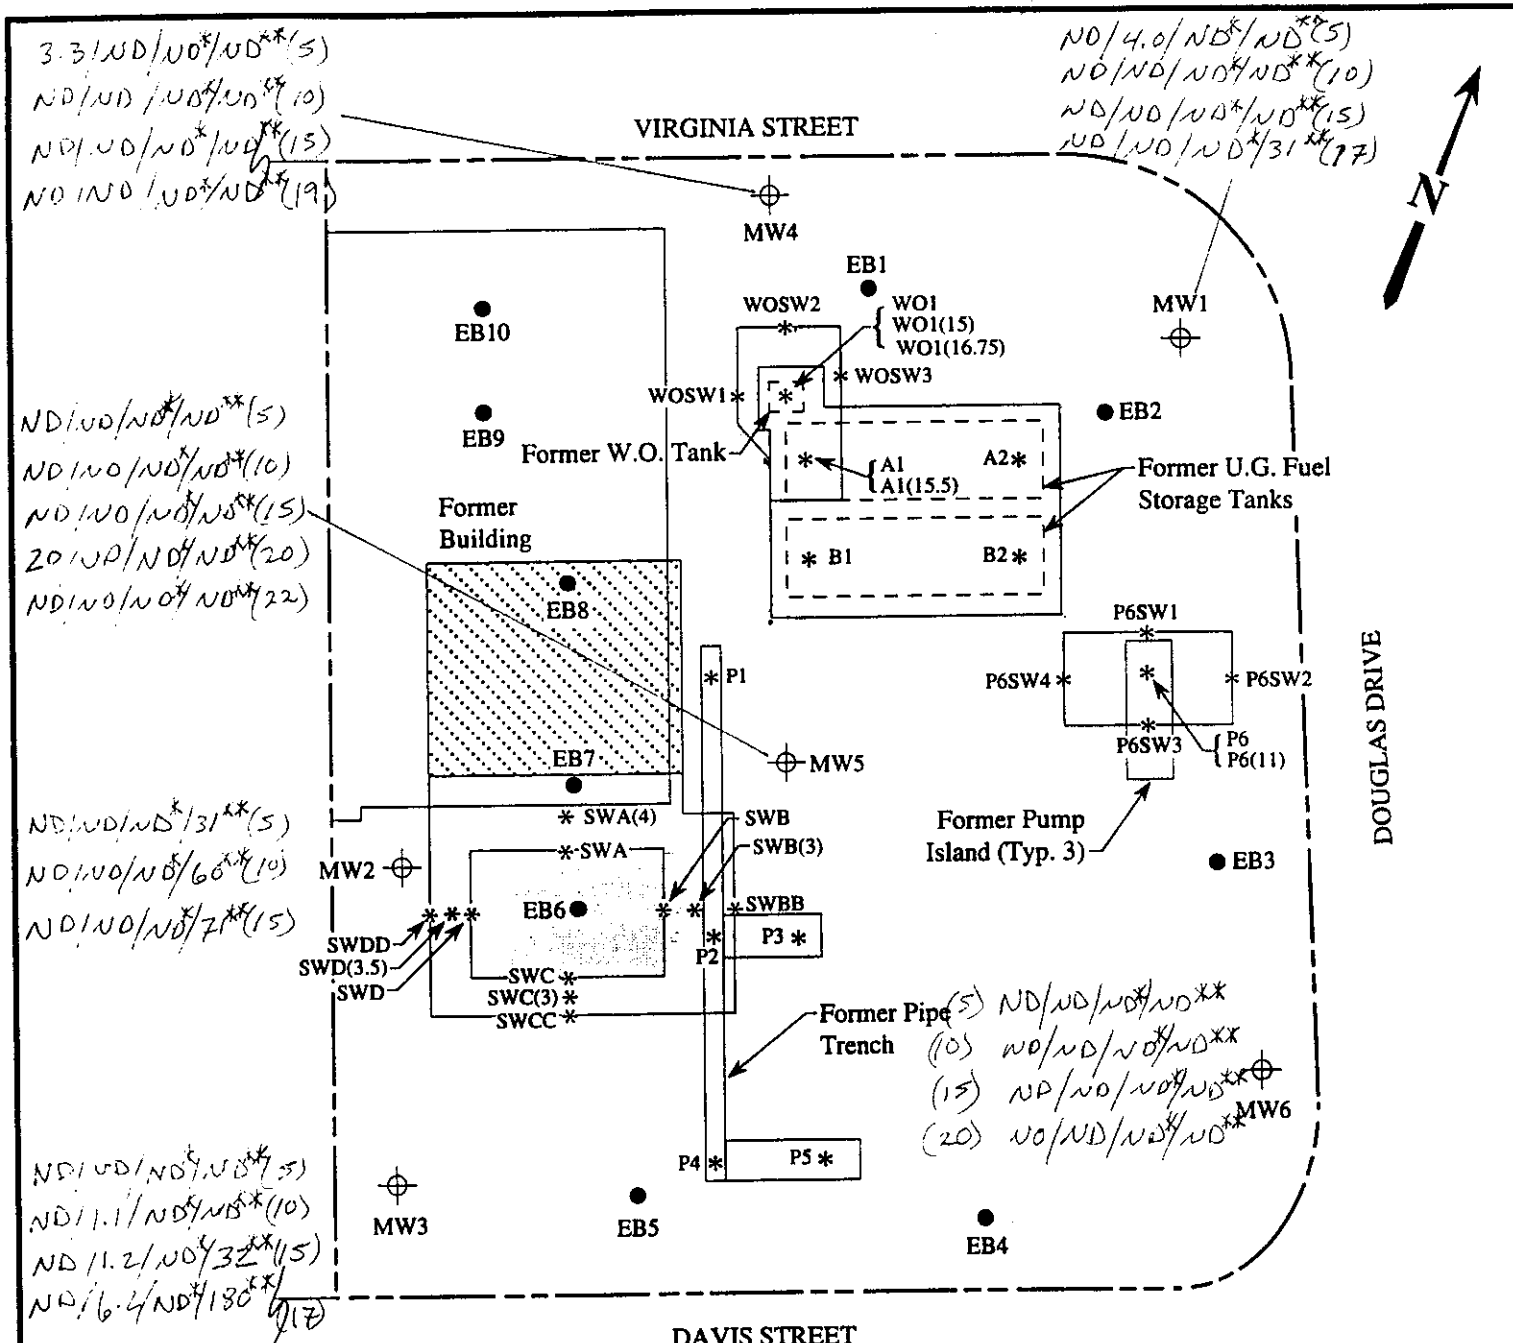 3.3/ND/ND*/ND**(5)
ND/ND/ND*/ND**(10)
ND/ND/ND*/ND**(15)
ND/ND/ND*/ND**(19)
ND/4.0/ND*/ND**(5)
ND/ND/ND*/ND**(10)
ND/ND/ND*/ND**(15)
ND/ND/ND*/31**(17)
VIRGINIA STREET
N
MW4
EB1
MW1
WOSW2
WO1
WO1(15)
WO1(16.75)
EB10
WOSW3
WOSW1
EB2
ND/ND/ND*/ND**(5)
ND/ND/ND*/ND**(10)
ND/ND/ND*/ND**(15)
20/ND/ND*/ND**(20)
ND/ND/ND*/ND**(22)
EB9
Former W.O. Tank
A1
A1(15.5)
A2
Former U.G. Fuel
Storage Tanks
Former
Building
B1
B2
EB8
P6SW1
P6SW4
P6SW2
P6SW3
P6
P6(11)
DOUGLAS DRIVE
P1
MW5
EB7
SWA(4)
SWB
SWB(3)
SWA
Former Pump
Island (Typ. 3)
EB3
ND/ND/ND*/31**(5)
ND/ND/ND*/60**(10)
ND/ND/ND*/71**(15)
MW2
EB6
SWBB
SWDD
SWD(3.5)
SWD
P2
P3
SWC
SWC(3)
SWCC
Former Pipe
Trench
(5) ND/ND/ND*/ND**
(10) ND/ND/ND*/ND**
(15) ND/ND/ND*/ND**
(20) ND/ND/ND*/ND**
MW6
ND/ND/ND*/ND**(5)
ND/1.1/ND*/ND**(10)
ND/1.2/ND*/32**(15)
ND/6.4/ND*/180**(17)
MW3
EB5
P4
P5
EB4
DAVIS STREET